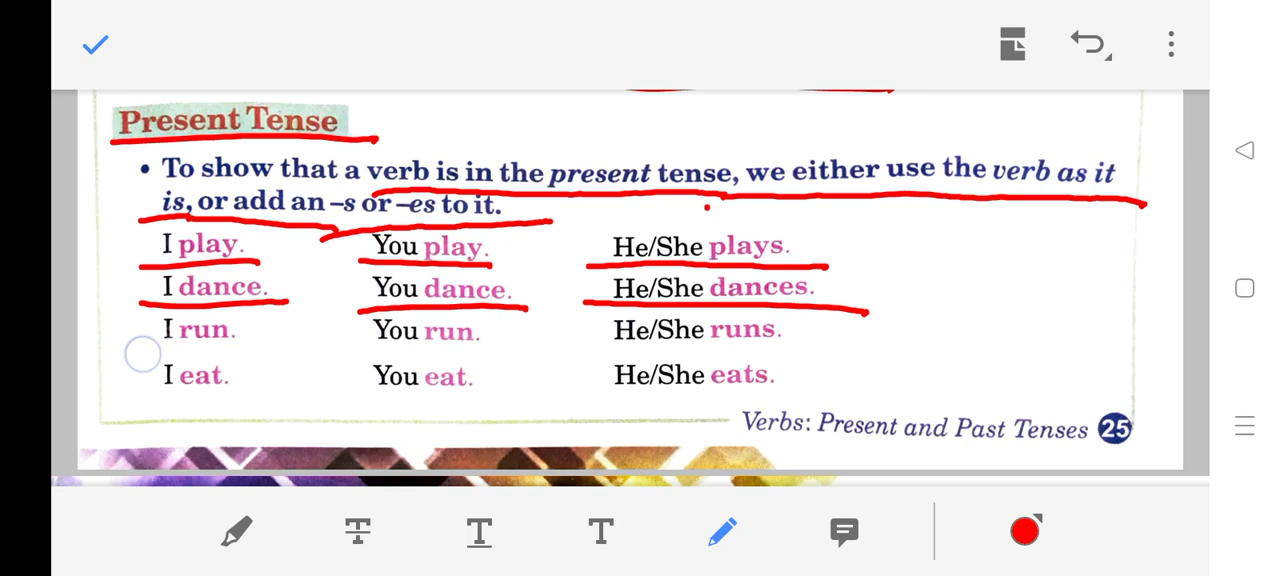 Present Tense
• To show that a verb is in the present tense, we either use the verb as it
is, or add an –s or –es to it.
I play. You play. He/She plays.
I dance. You dance. He/She dances.
I run. You run. He/She runs.
I eat. You eat. He/She eats.
Verbs: Present and Past Tenses 25
T T T